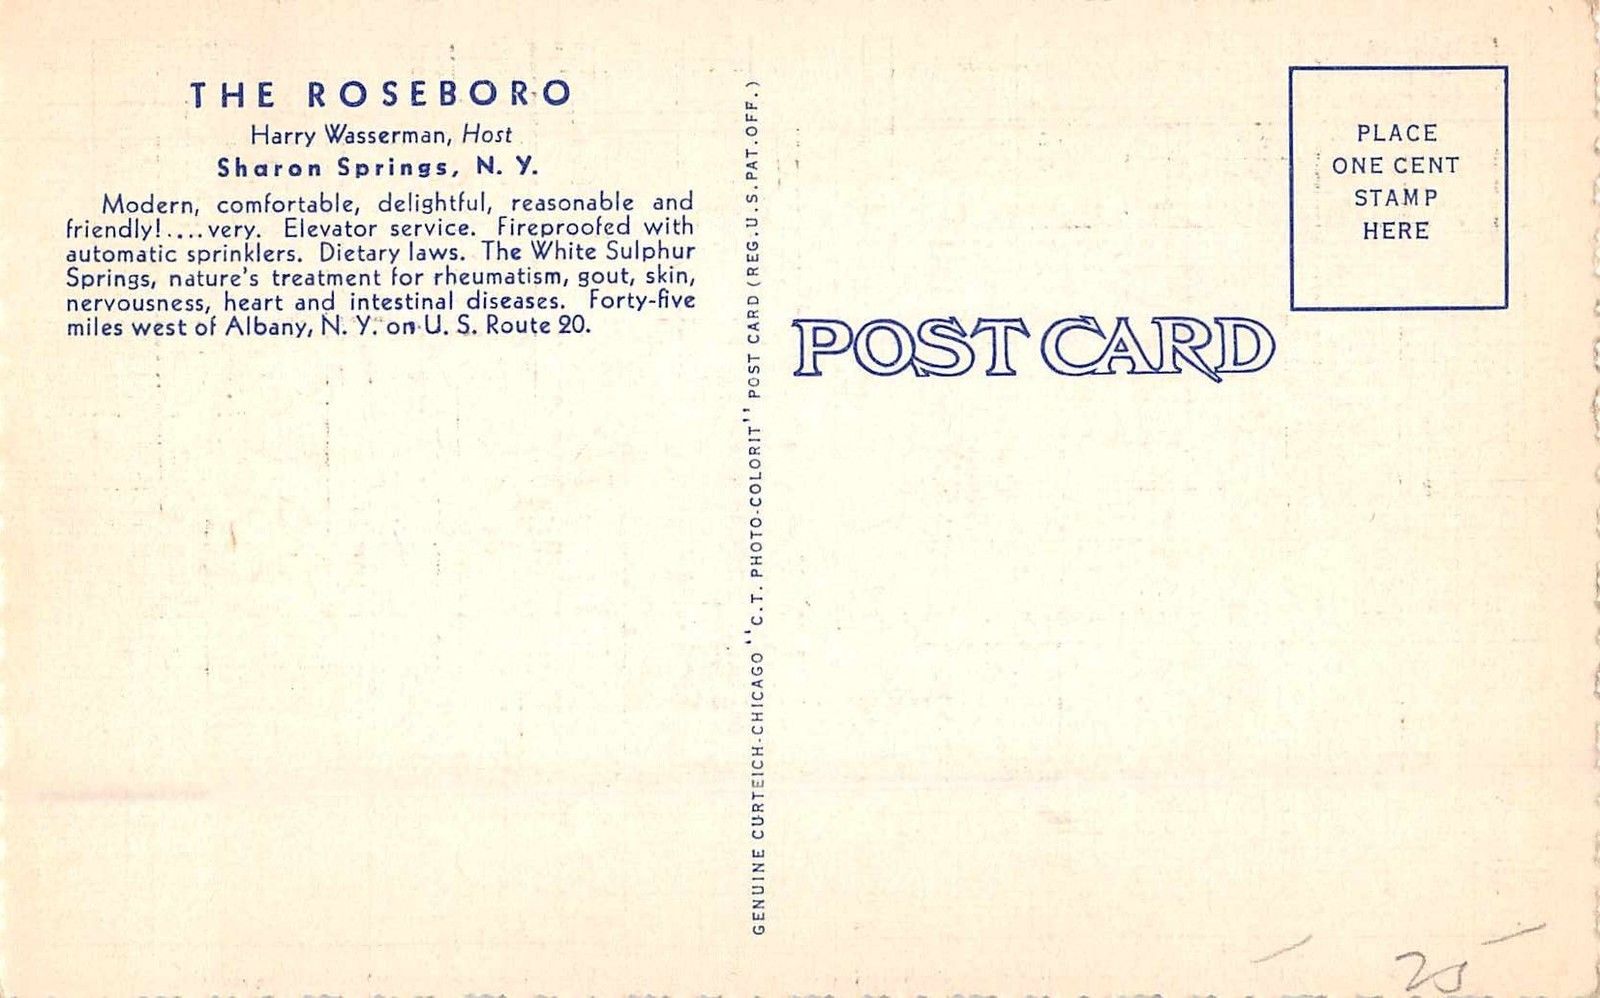 THE ROSEBORO
Harry Wasserman, Host
Sharon Springs, N. Y.
Modern, comfortable, delightful, reasonable and
friendly!....very. Elevator service. Fireproofed with
automatic sprinklers. Dietary laws. The White Sulphur
Springs, nature's treatment for rheumatism, gout, skin,
nervousness, heart and intestinal diseases. Forty-five
miles west of Albany, N. Y. on U. S. Route 20.
GENUINE CURTEICH-CHICAGO "C.T. PHOTO-COLORIT" POST CARD (REG. U.S. PAT. OFF.)
PLACE
ONE CENT
STAMP
HERE
POST CARD
25